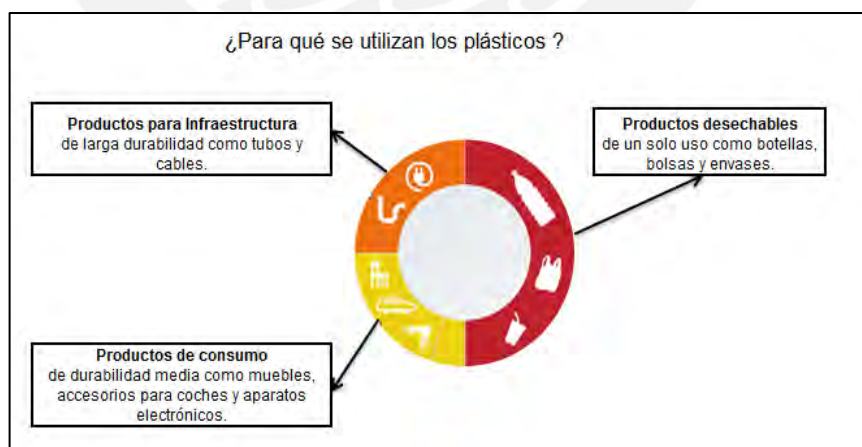 ¿Para qué se utilizan los plásticos ?
Productos para Infraestructura
de larga durabilidad como tubos y
cables.
Productos desechables
de un solo uso como botellas,
bolsas y envases.
Productos de consumo
de durabilidad media como muebles,
accesorios para coches y aparatos
electrónicos.